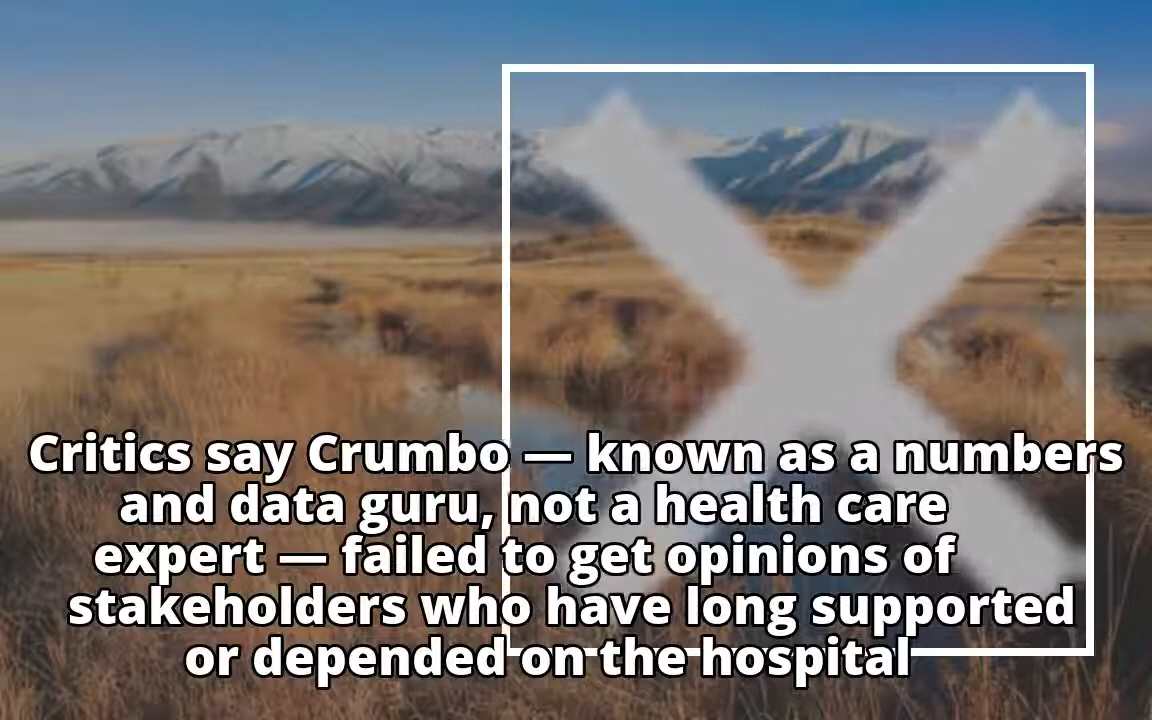 Critics say Crumbo — known as a numbers
and data guru, not a health care
expert — failed to get opinions of
stakeholders who have long supported
or depended on the hospital